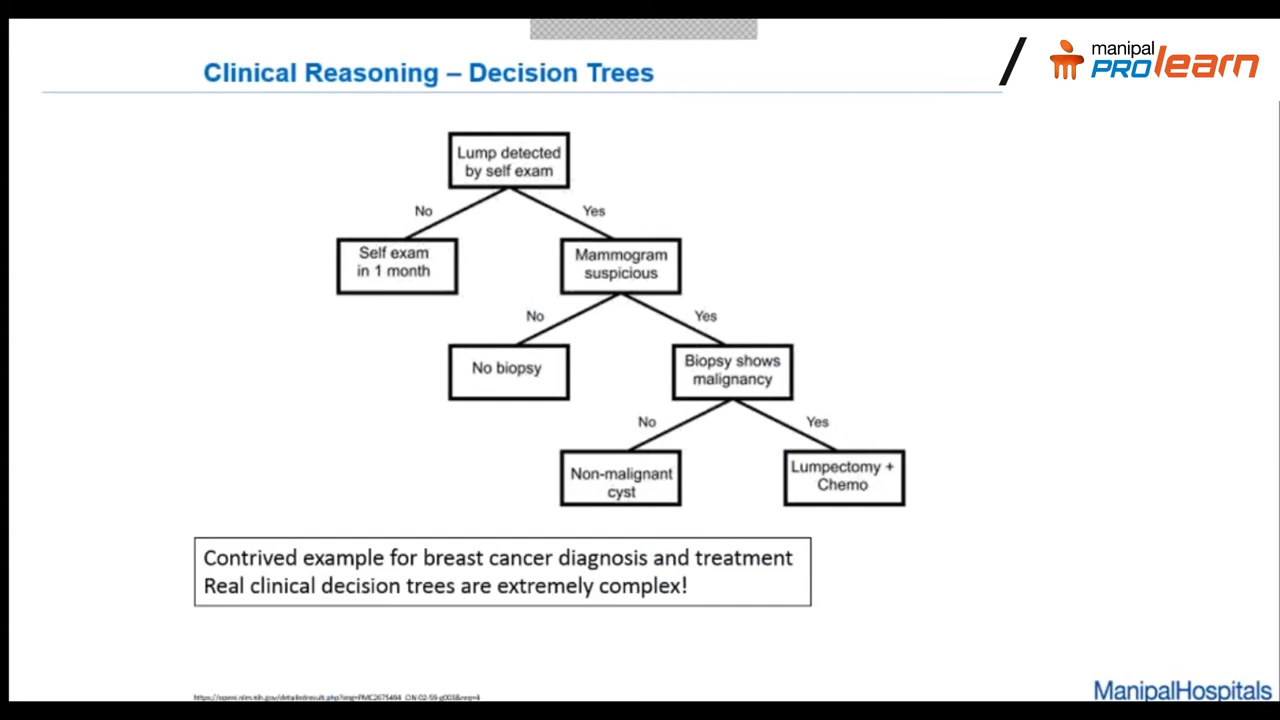 Clinical Reasoning – Decision Trees
manipal
PROlearn
Lump detected
by self exam
No
Yes
Self exam
in 1 month
Mammogram
suspicious
No
Yes
No biopsy
Biopsy shows
malignancy
No
Yes
Non-malignant
cyst
Lumpectomy +
Chemo
Contrived example for breast cancer diagnosis and treatment
Real clinical decision trees are extremely complex!
ManipalHospitals